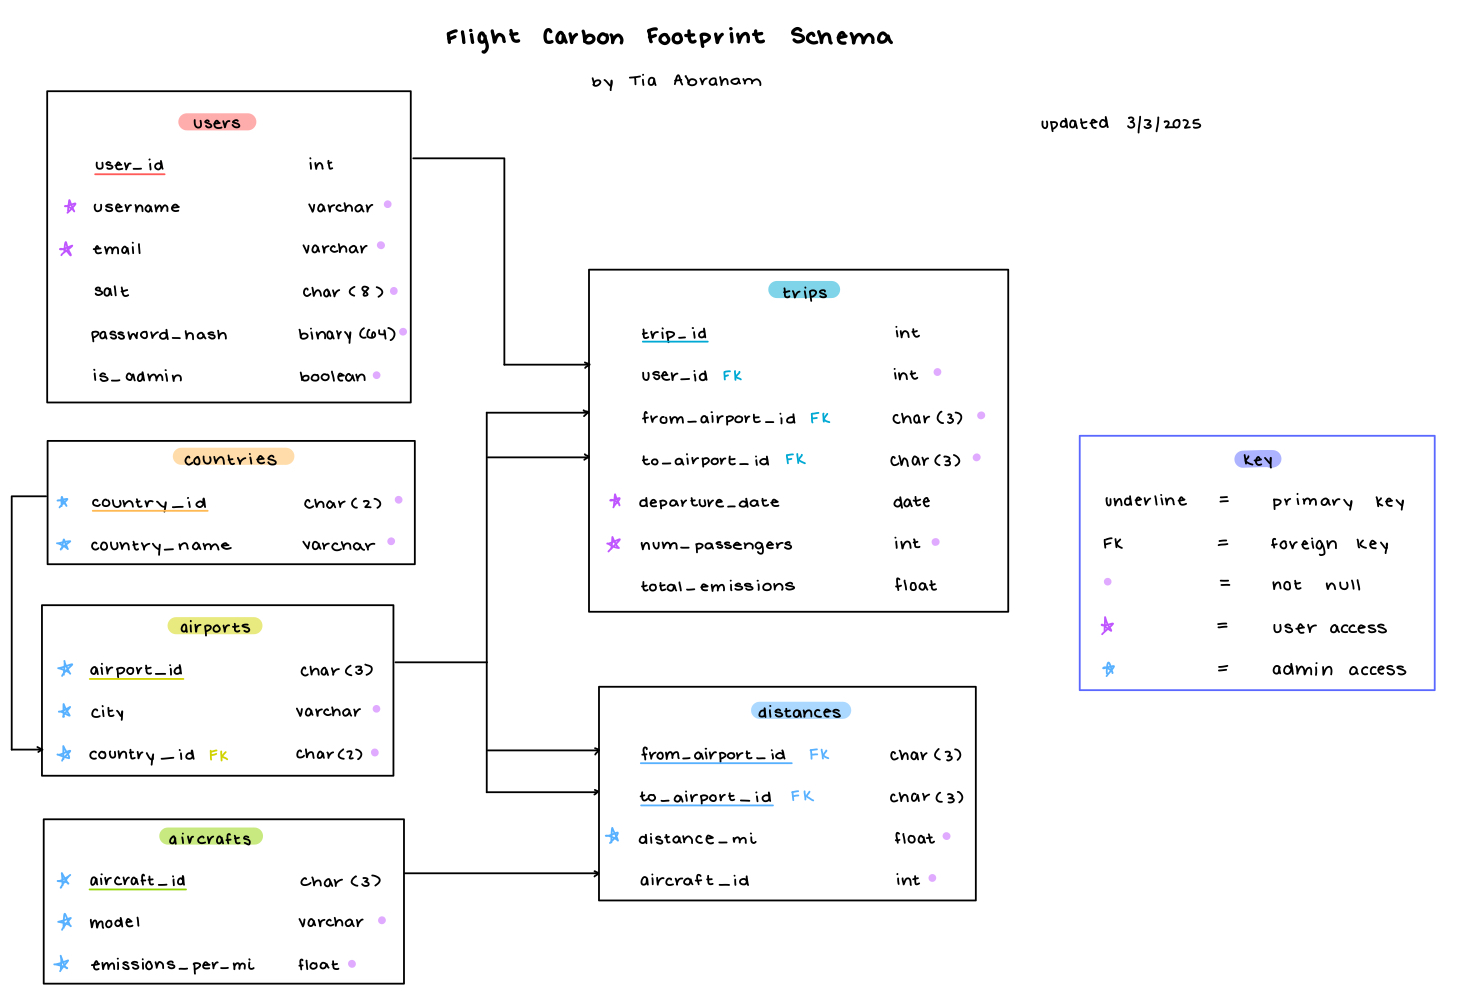 Flight Carbon Footprint Schema
by Tia Abraham
updated 3/3/2025
users
user_id int
username varchar
email varchar
salt char (8)
password_hash binary (64)
is_admin boolean
countries
country_id char(2)
country_name varchar
airports
airport_id char(3)
city varchar
country_id FK char(2)
aircrafts
aircraft_id char (3)
model varchar
emissions_per_mi float
trips
trip_id int
user_id FK int
from_airport_id FK char(3)
to_airport_id FK char(3)
departure_date date
num_passengers int
total_emissions float
distances
from_airport_id FK char(3)
to_airport_id FK char(3)
distance_mi float
aircraft_id int
key
underline = primary key
FK = foreign key
= not null
= user access
= admin access